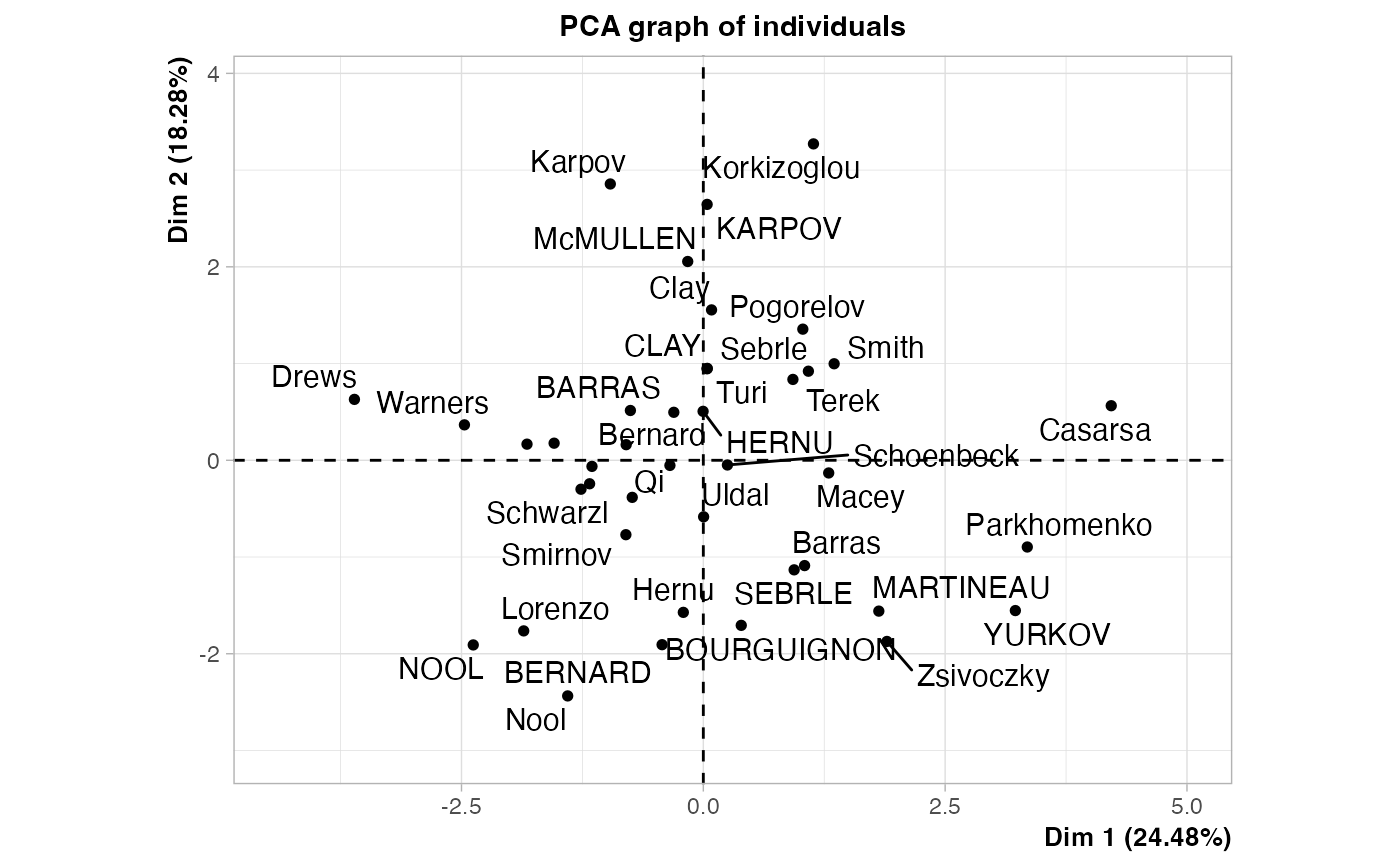 PCA graph of individuals
Dim 2 (18.28%)
4
2
0
-2
Karpov
Korkizoglou
KARPOV
McMULLEN
Clay
Pogorelov
CLAY
Sebrle
Smith
Drews
Warners
BARRAS
Turi
Terek
Casarsa
Bernard
HERNU
Schoenbeck
Qi
Uldal
Macey
Schwarzl
Parkhomenko
Smirnov
Barras
Hernu
SEBRLE
MARTINEAU
Lorenzo
YURKOV
BOURGUIGNON
NOOL
BERNARD
Zsivoczky
Nool
-2.5
0.0
2.5
5.0
Dim 1 (24.48%)